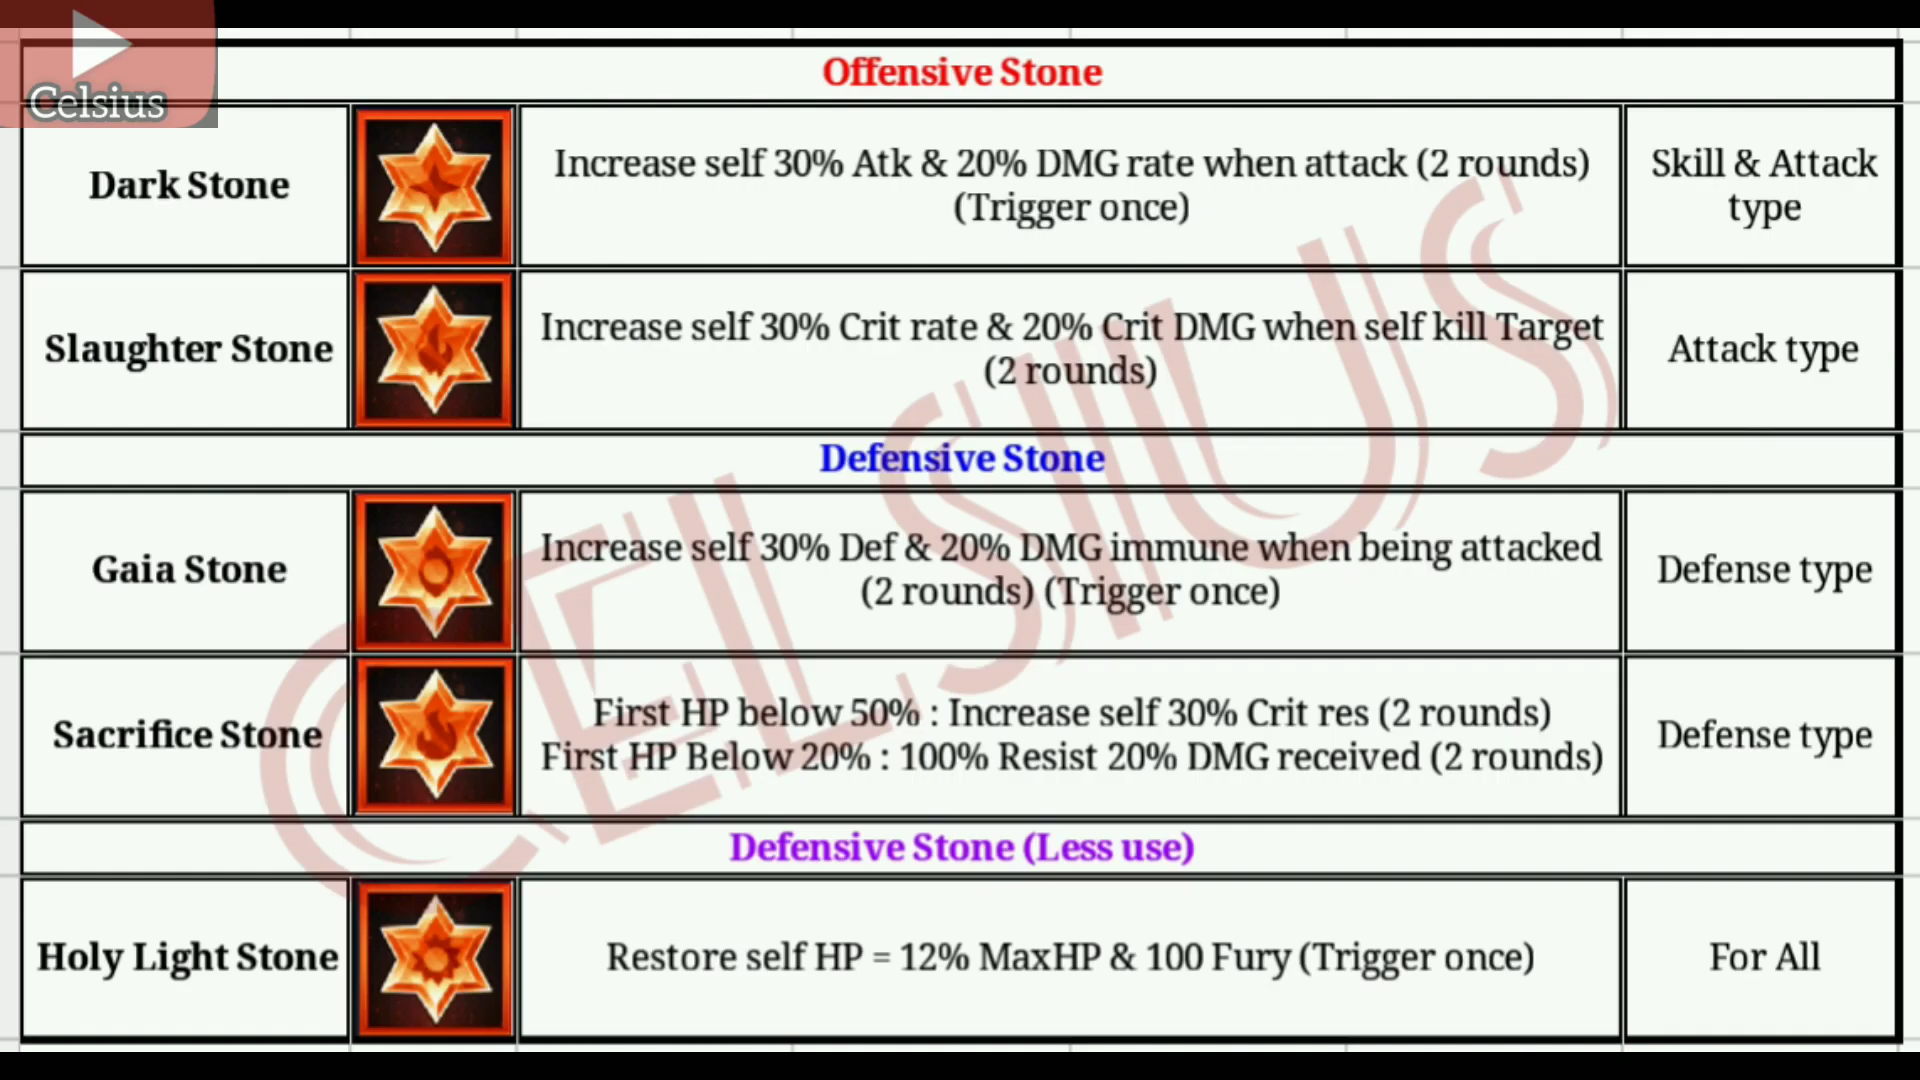 Celsius
Offensive Stone
Dark Stone
Increase self 30% Atk & 20% DMG rate when attack (2 rounds)
(Trigger once)
Skill & Attack
type
Slaughter Stone
Increase self 30% Crit rate & 20% Crit DMG when self kill Target
(2 rounds)
Attack type
Defensive Stone
Gaia Stone
Increase self 30% Def & 20% DMG immune when being attacked
(2 rounds) (Trigger once)
Defense type
Sacrifice Stone
First HP below 50% : Increase self 30% Crit res (2 rounds)
First HP Below 20% : 100% Resist 20% DMG received (2 rounds)
Defense type
Defensive Stone (Less use)
Holy Light Stone
Restore self HP = 12% MaxHP & 100 Fury (Trigger once)
For All
CELSIUS